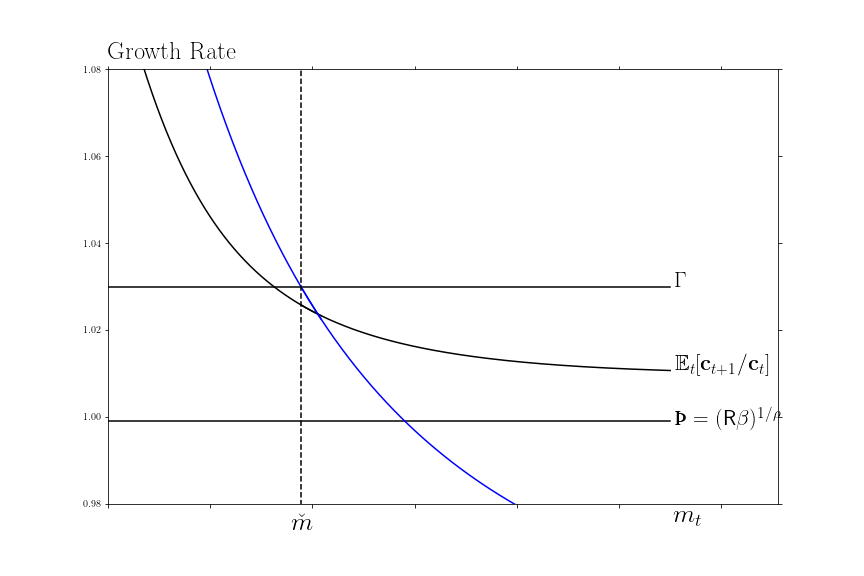 Growth Rate
1.08
1.06
1.04
Γ
1.02
𝔼ₜ[𝐜ₜ₊₁/𝐜ₜ]
1.00
Þ = (Rβ)^{1/ρ}
0.98
m̌
mₜ